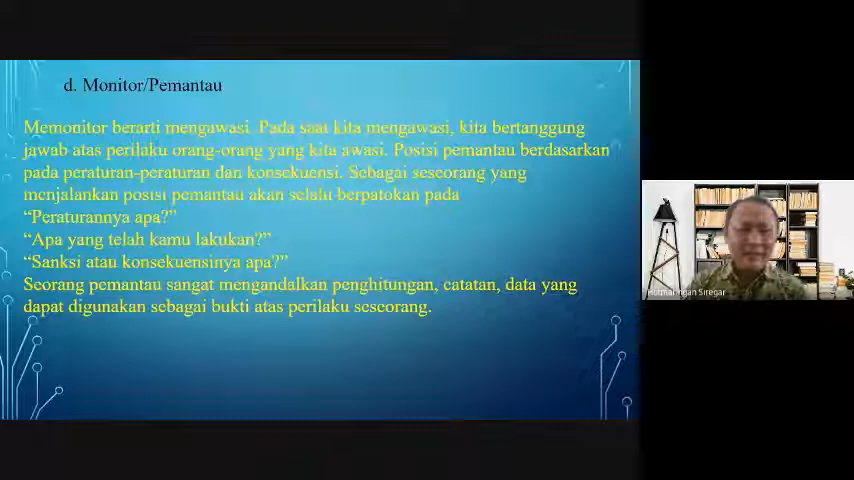 d. Monitor/Pemantau
Memonitor berarti mengawasi. Pada saat kita mengawasi, kita bertanggung
jawab atas perilaku orang-orang yang kita awasi. Posisi pemantau berdasarkan
pada peraturan-peraturan dan konsekuensi. Sebagai seseorang yang
menjalankan posisi pemantau akan selalu berpatokan pada
“Peraturannya apa?”
“Apa yang telah kamu lakukan?”
“Sanksi atau konsekuensinya apa?”
Seorang pemantau sangat mengandalkan penghitungan, catatan, data yang
dapat digunakan sebagai bukti atas perilaku seseorang.
Hotmaringan Siregar